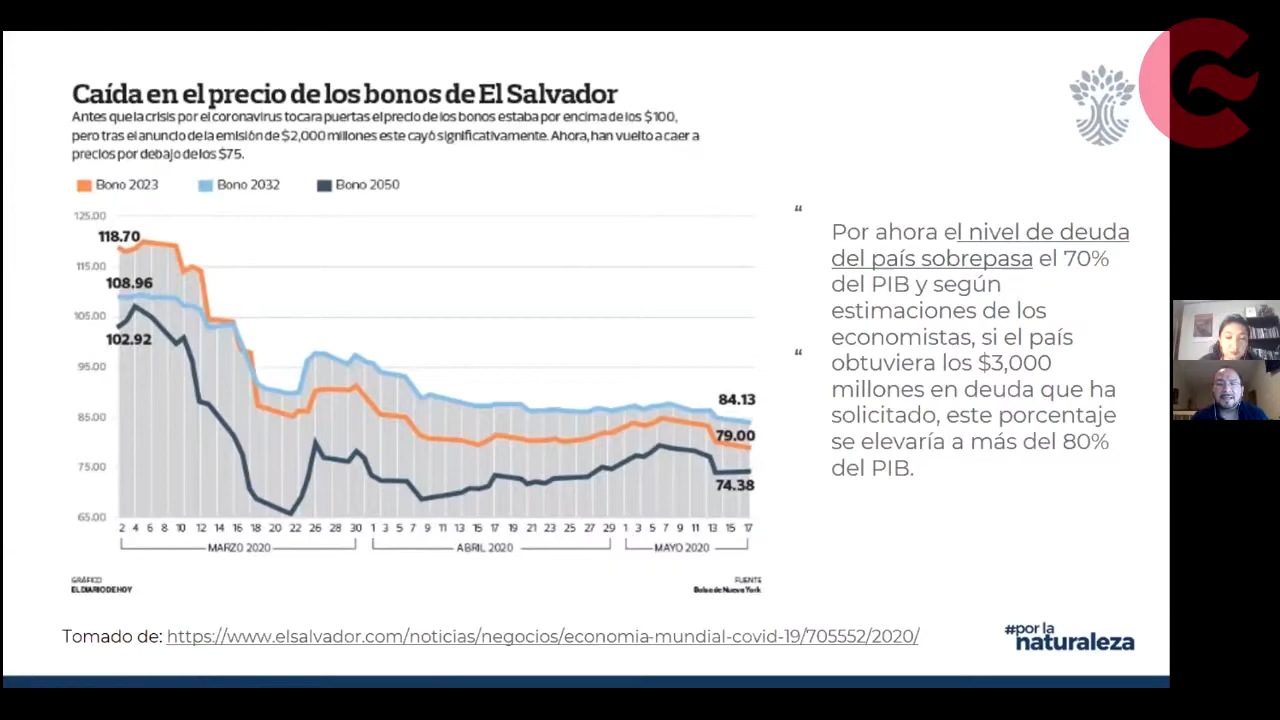 Caída en el precio de los bonos de El Salvador
Antes que la crisis por el coronavirus tocara puertas el precio de los bonos estaba por encima de los $100,
pero tras el anuncio de la emisión de $2,000 millones este cayó significativamente. Ahora, han vuelto a caer a
precios por debajo de los $75.
Bono 2023 Bono 2032 Bono 2050
125.00
118.70
115.00
108.96
105.00
102.92
95.00
85.00
84.13
79.00
75.00
74.38
65.00
2 4 6 8 10 12 14 16 18 20 22 24 26 28 30 1 3 5 7 9 11 13 15 17 19 21 23 25 27 29 1 3 5 7 9 11 13 15 17
MARZO 2020 ABRIL 2020 MAYO 2020
GRÁFICO
EL DIARIO DE HOY
FUENTE
Bolsa de Nueva York
“
Por ahora el nivel de deuda
del país sobrepasa el 70%
del PIB y según
estimaciones de los
economistas, si el país
“
obtuviera los $3,000
millones en deuda que ha
solicitado, este porcentaje
se elevaría a más del 80%
del PIB.
Tomado de: https://www.elsalvador.com/noticias/negocios/economia-mundial-covid-19/705552/2020/
#por la
naturaleza